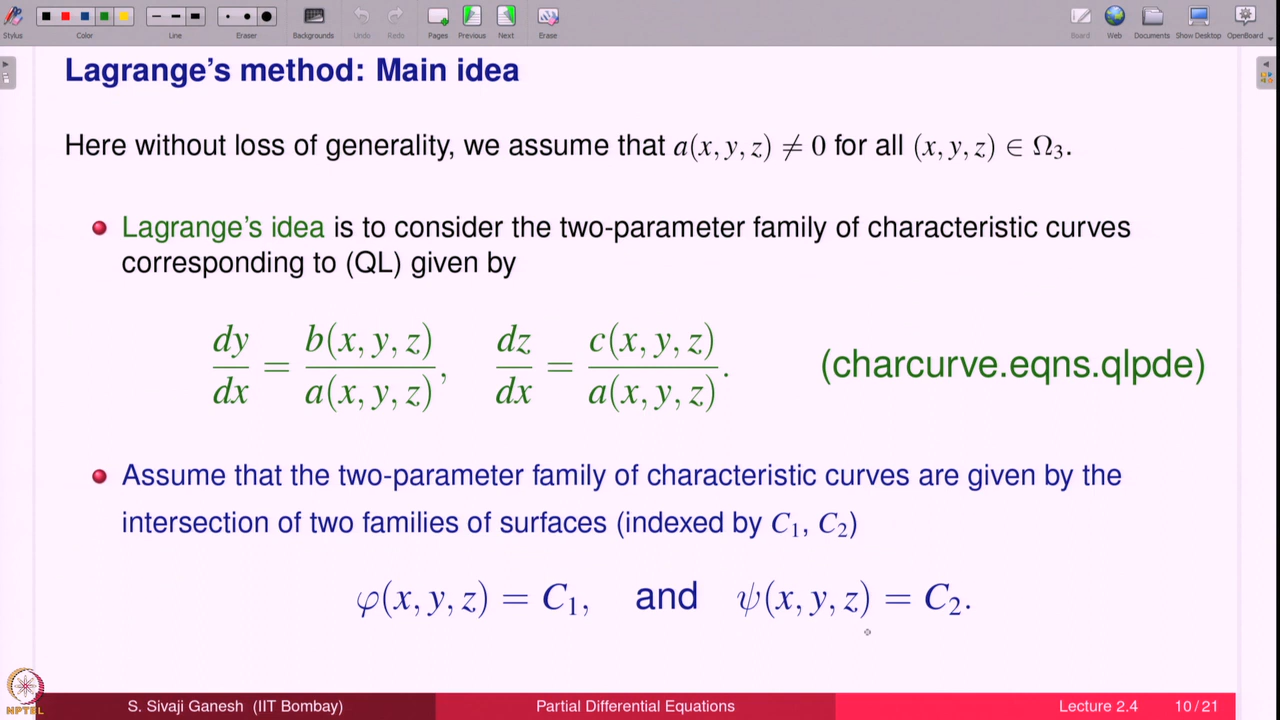 Stylus Color Line Eraser Backgrounds Undo Redo Pages Previous Next Erase Board Web Documents Show Desktop OpenBoard
Lagrange's method: Main idea
Here without loss of generality, we assume that a(x, y, z) ≠ 0 for all (x, y, z) ∈ Ω₃.
Lagrange's idea is to consider the two-parameter family of characteristic curves
corresponding to (QL) given by
dy/dx = b(x, y, z)/a(x, y, z), dz/dx = c(x, y, z)/a(x, y, z). (charcurve.eqns.qlpde)
Assume that the two-parameter family of characteristic curves are given by the
intersection of two families of surfaces (indexed by C₁, C₂)
φ(x, y, z) = C₁, and ψ(x, y, z) = C₂.
NPTEL
S. Sivaji Ganesh (IIT Bombay) Partial Differential Equations Lecture 2.4 10 / 21